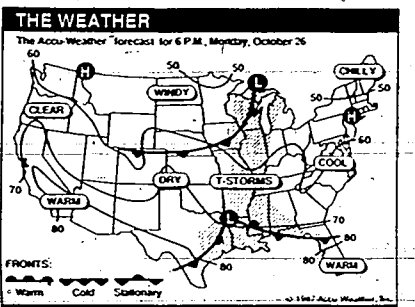 THE WEATHER
The Accu-Weather forecast for 6 P.M., Monday, October 26
60
H
50
50
L
CHILLY
50
50
WINDY
CLEAR
H
60
COOL
DRY
T-STORMS
70
WARM
80
L
70
80
80
WARM
FRONTS:
Warm
Cold
Stationary
© 1987 Accu Weather, Inc.